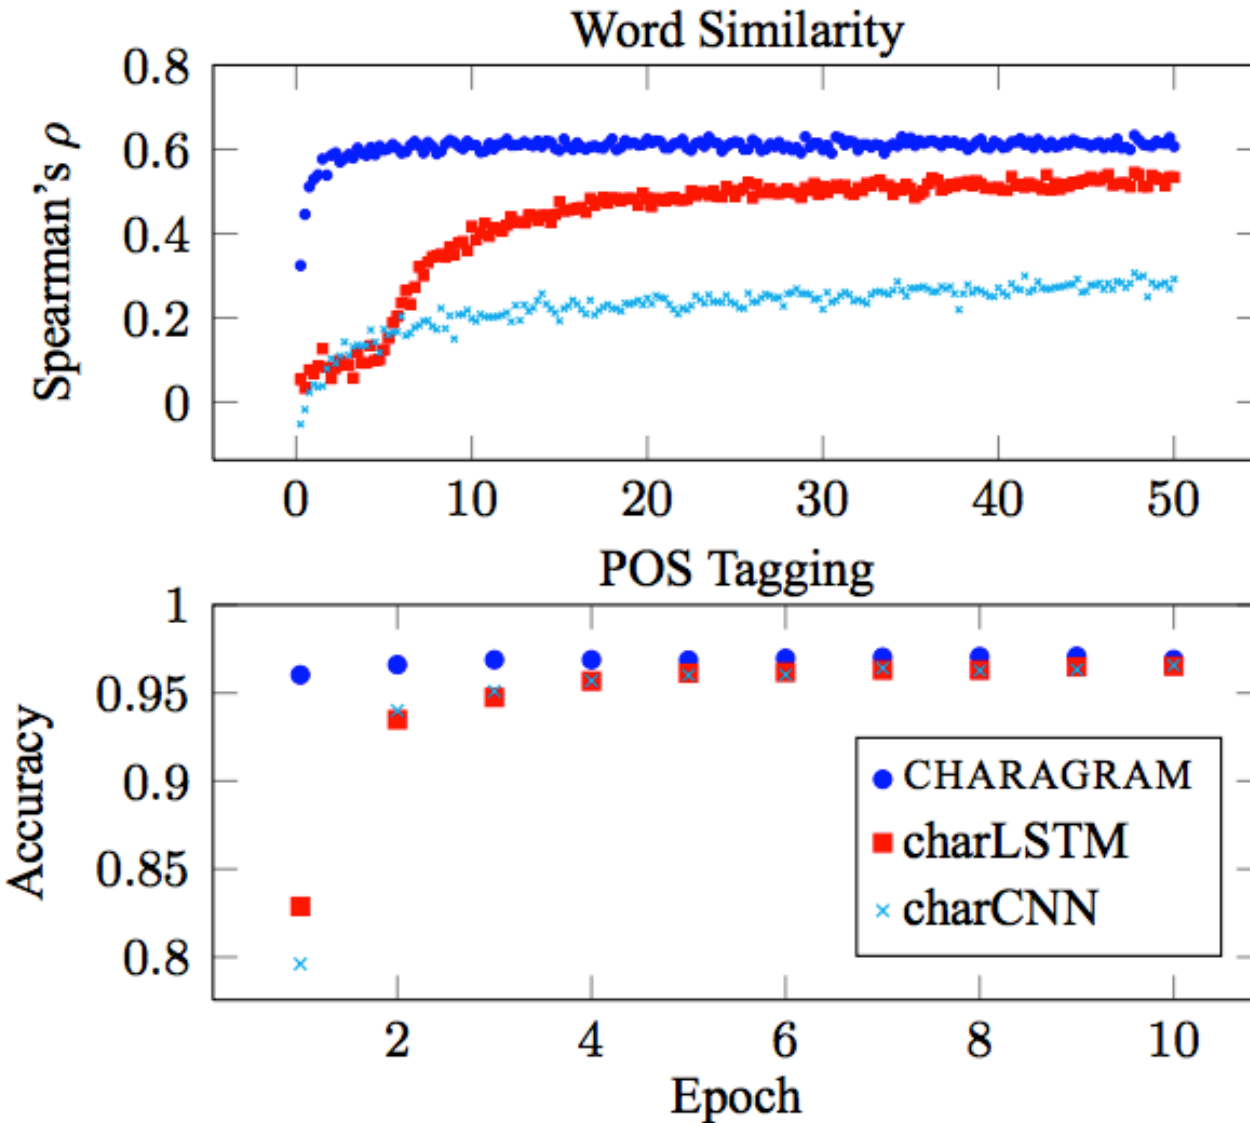 Word Similarity
Spearman's ρ
0.8
0.6
0.4
0.2
0
0 10 20 30 40 50
POS Tagging
Accuracy
1
0.95
0.9
0.85
0.8
CHARAGRAM
charLSTM
charCNN
2 4 6 8 10
Epoch